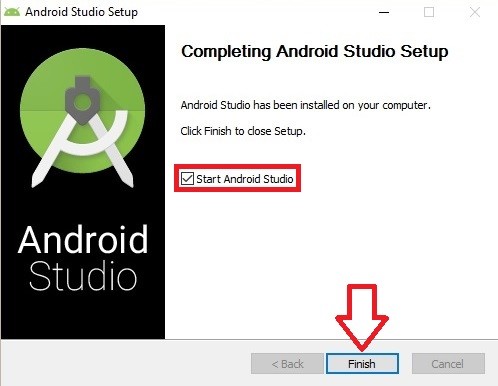 Android Studio Setup
Completing Android Studio Setup
Android Studio has been installed on your computer.
Click Finish to close Setup.
Start Android Studio
Android
Studio
< Back
Finish
Cancel